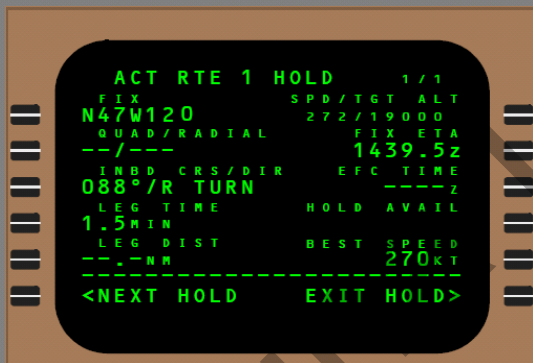 ACT RTE 1 HOLD 1/1
FIX SPD/TGT ALT
N47W120 272/19000
QUAD/RADIAL FIX ETA
--/--- 1439.5z
INBD CRS/DIR EFC TIME
088°/R TURN ----z
LEG TIME HOLD AVAIL
1.5MIN
LEG DIST BEST SPEED
--.-NM 270KT
------------------------
<NEXT HOLD EXIT HOLD>